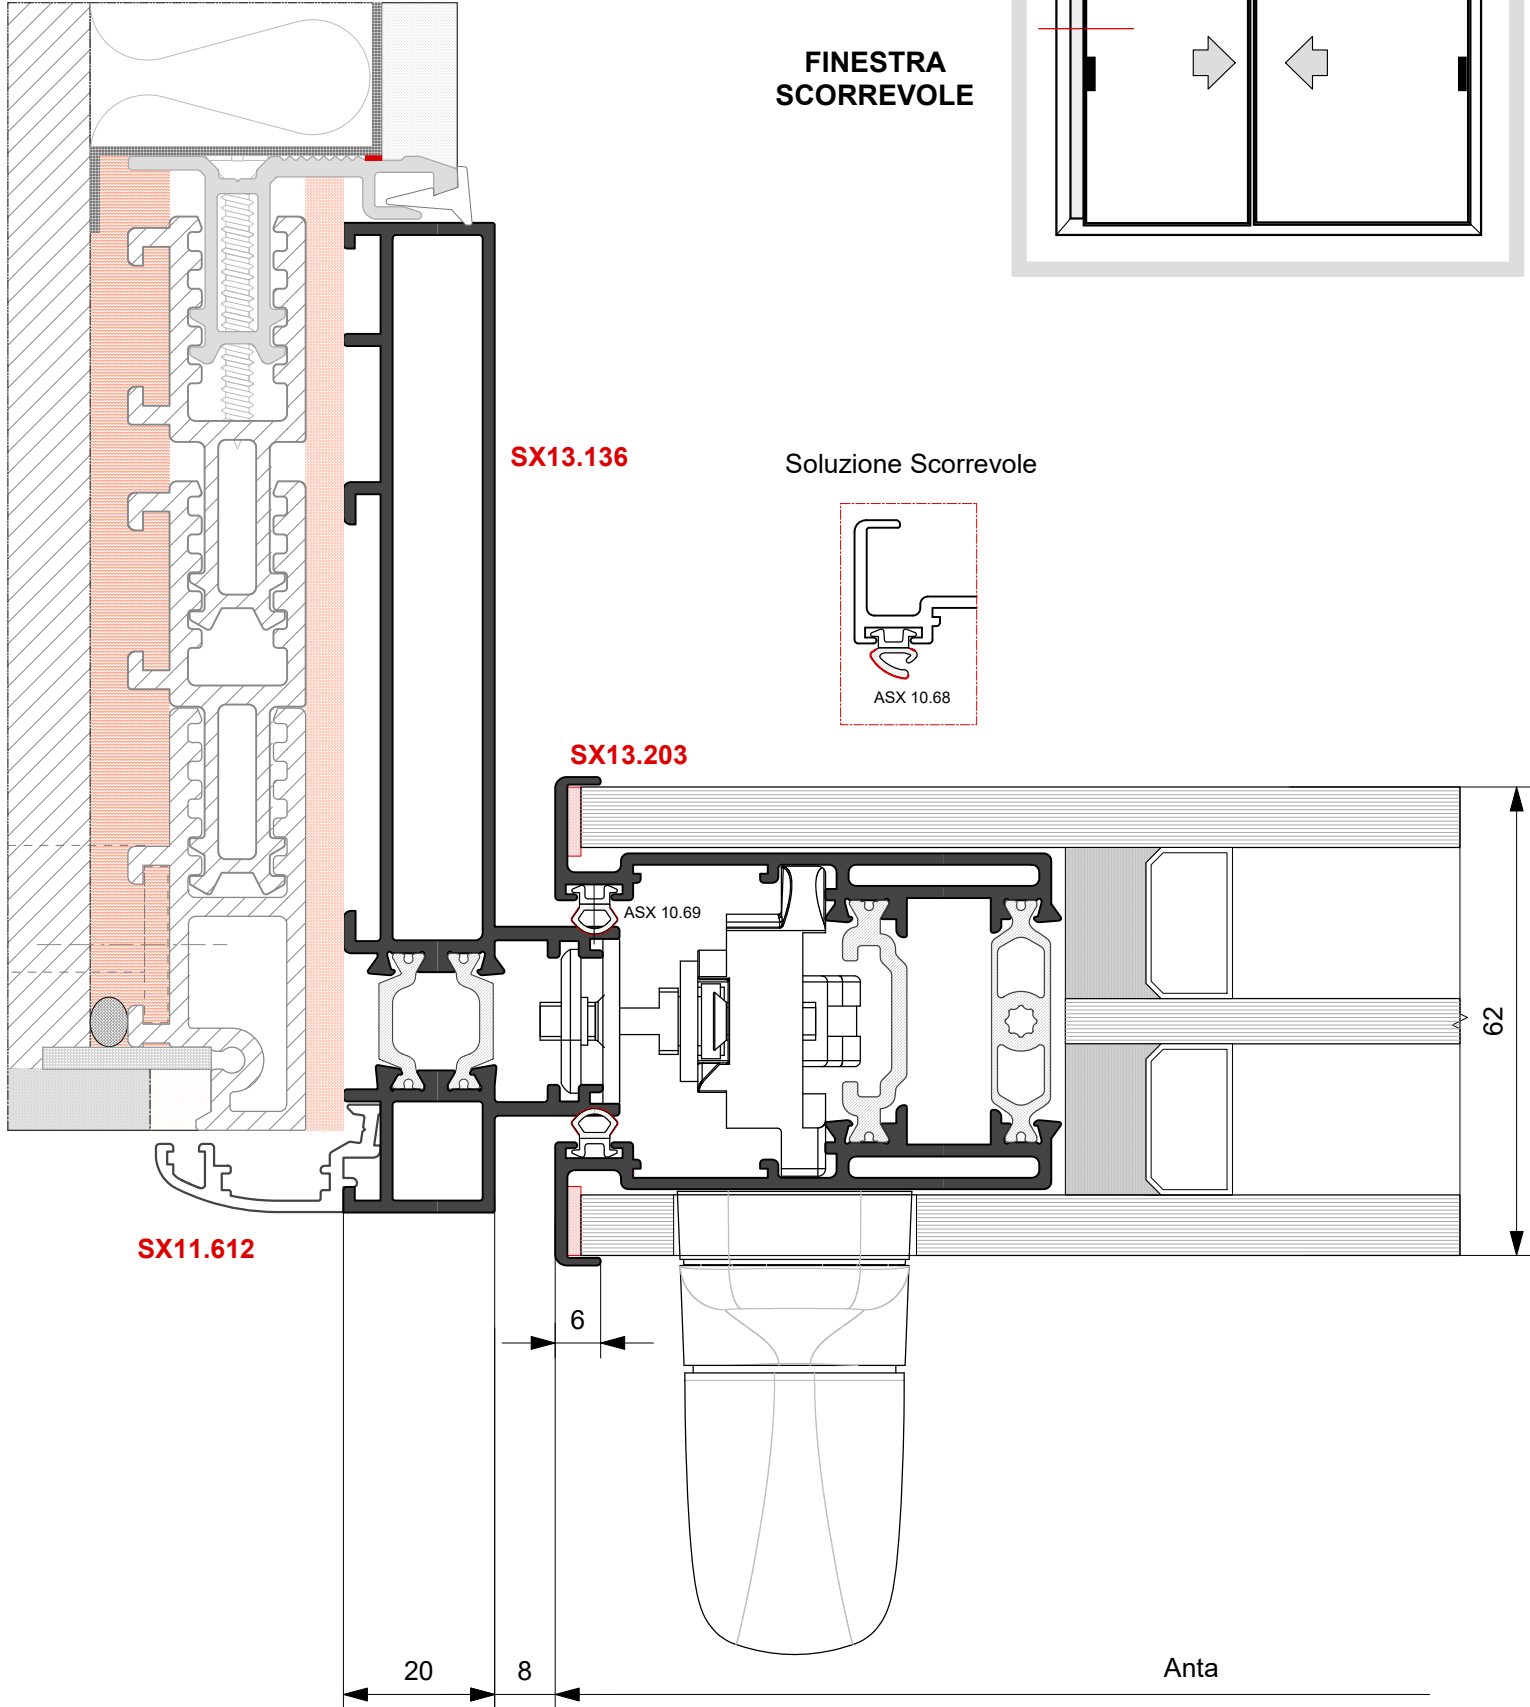 FINESTRA
SCORREVOLE
SX13.136
Soluzione Scorrevole
ASX 10.68
SX13.203
ASX 10.69
62
SX11.612
6
20
8
Anta